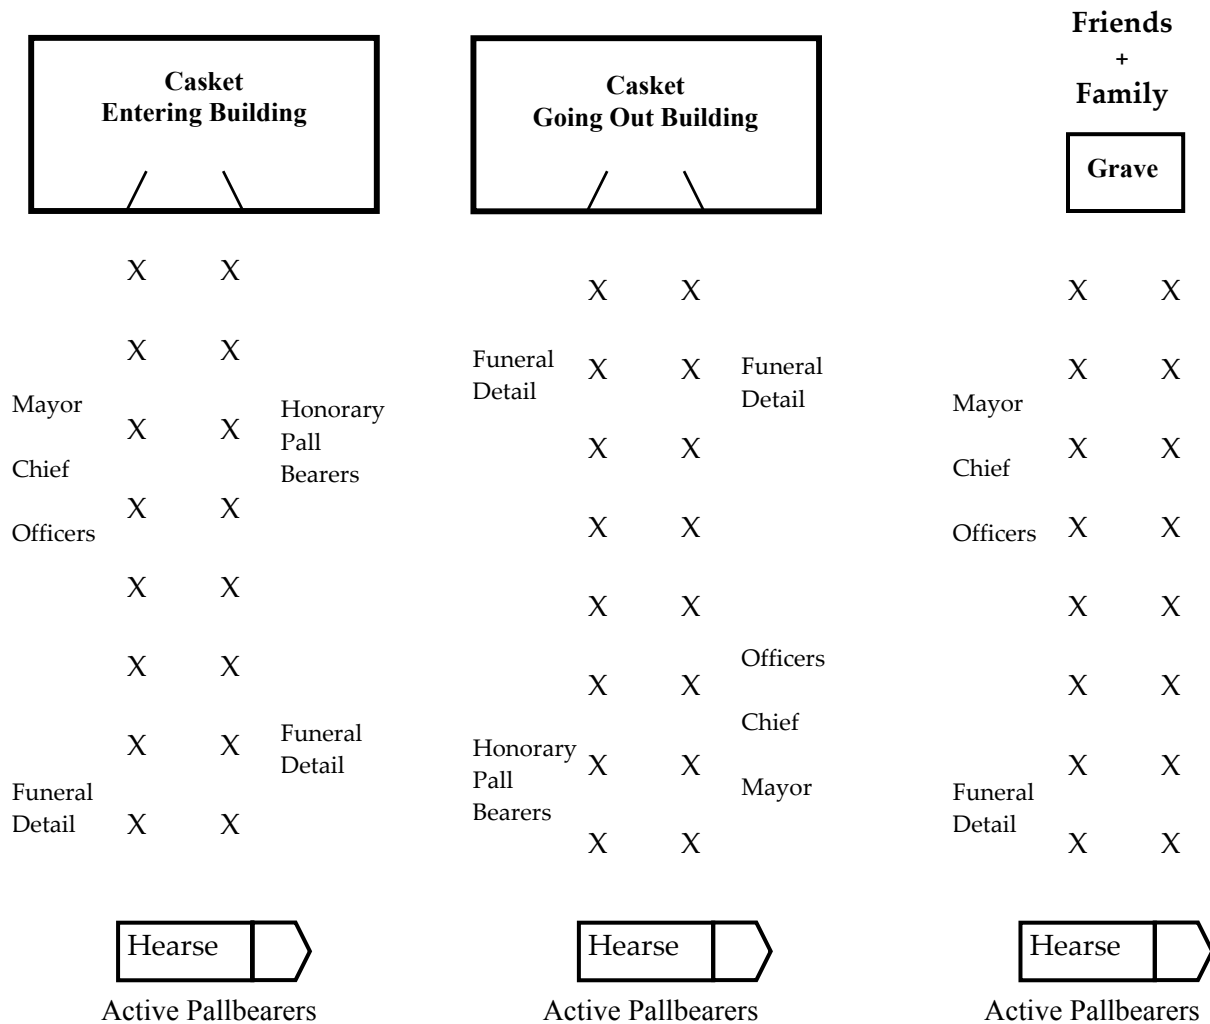 Casket
Entering Building
X X
X X
Mayor
X X
Honorary
Pall
Bearers
Chief
X X
Officers
X X
X X
X X
Funeral
Detail
Funeral
Detail
X X
Hearse
Active Pallbearers
Casket
Going Out Building
X X
Funeral
Detail
X X
Funeral
Detail
X X
X X
X X
Officers
X X
Chief
Honorary
Pall
Bearers
X X
Mayor
X X
Hearse
Active Pallbearers
Friends
+
Family
Grave
X X
X X
Mayor
X X
Chief
Officers
X X
X X
X X
X X
Funeral
Detail
X X
Hearse
Active Pallbearers